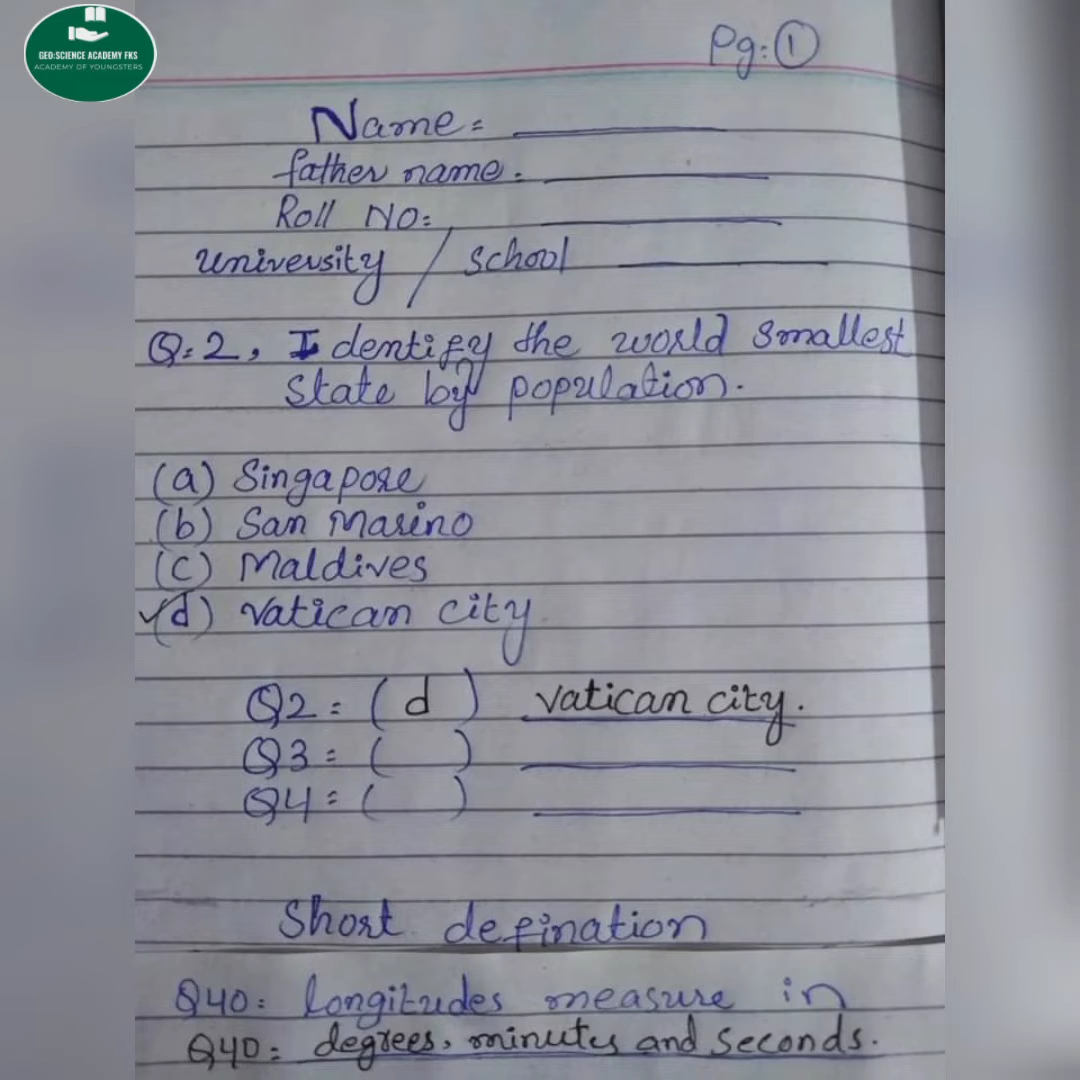 GEO:SCIENCE ACADEMY FKS
ACADEMY OF YOUNGSTERS
Pg: 1
Name =
father name.
Roll No:
university / school
Q:2, Identify the world smallest
state by population.
(a) Singapore
(b) San Marino
(c) Maldives
(d) vatican city
Q2 = ( d ) vatican city.
Q3 = ( )
Q4 = ( )
Short defination
Q40: longitudes measure in
Q40: degrees, minutes and seconds.